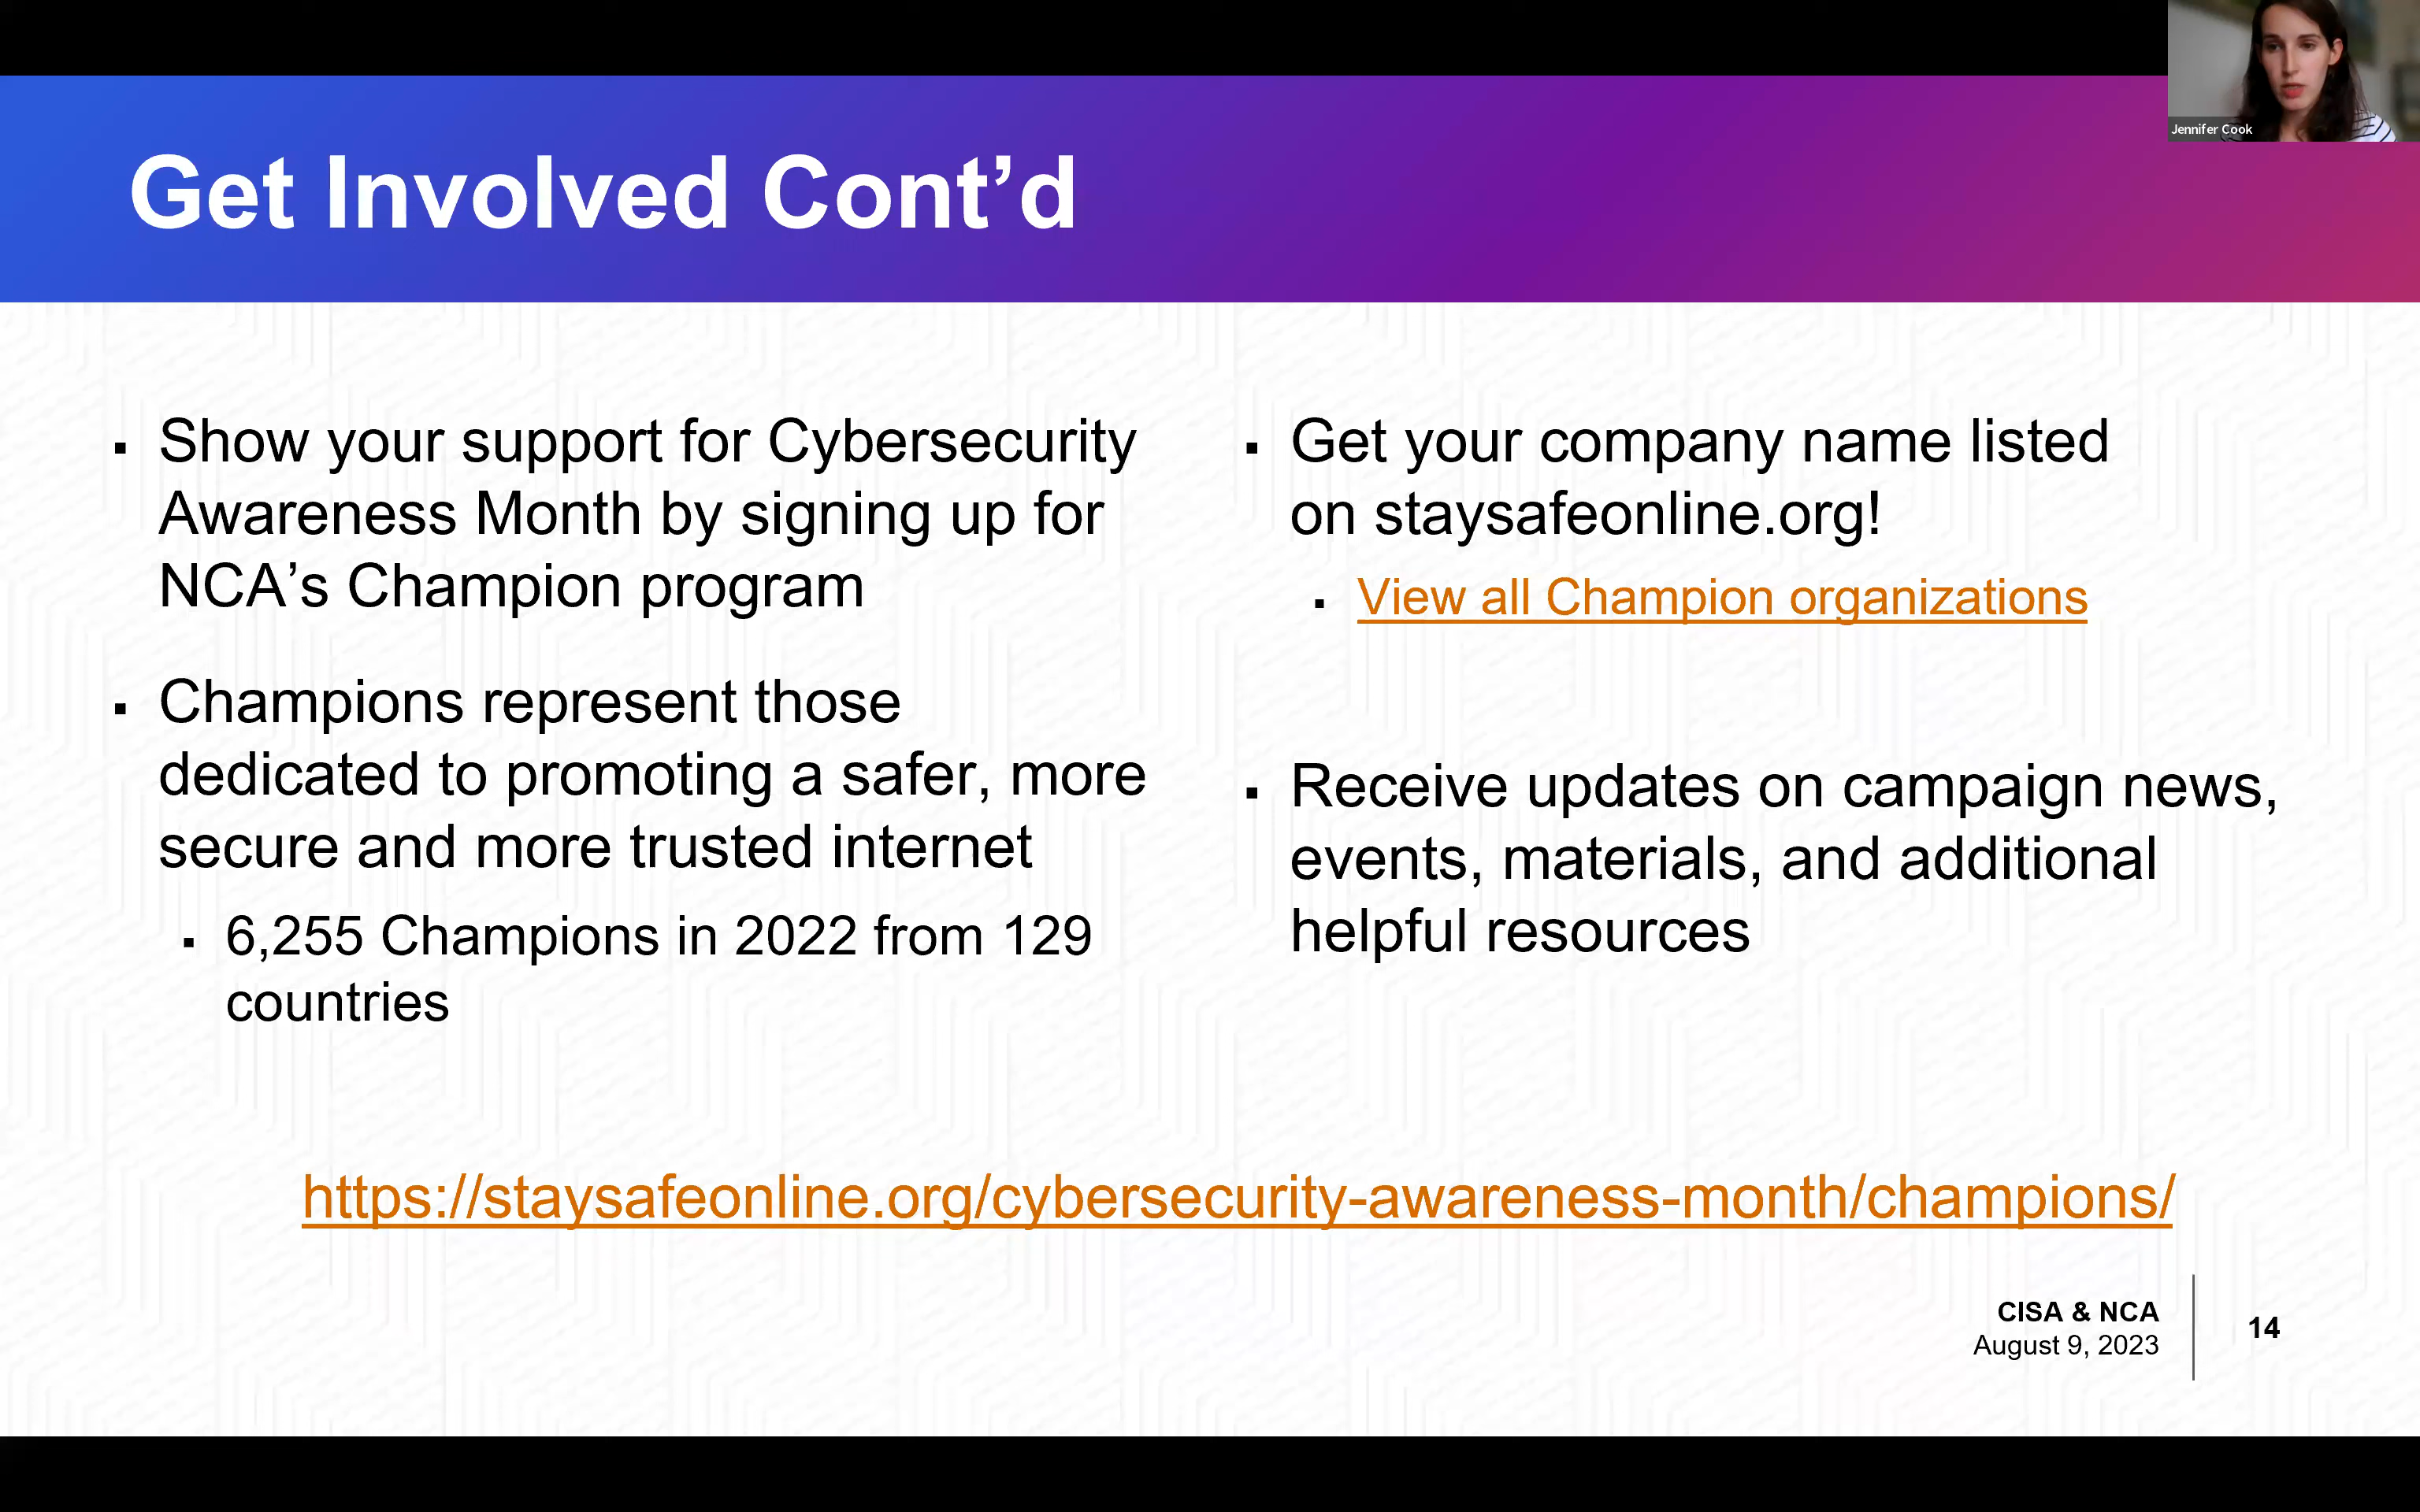 Jennifer Cook
Get Involved Cont’d
▪ Show your support for Cybersecurity
Awareness Month by signing up for
NCA’s Champion program
▪ Champions represent those
dedicated to promoting a safer, more
secure and more trusted internet
▪ 6,255 Champions in 2022 from 129
countries
▪ Get your company name listed
on staysafeonline.org!
▪ View all Champion organizations
▪ Receive updates on campaign news,
events, materials, and additional
helpful resources
https://staysafeonline.org/cybersecurity-awareness-month/champions/
CISA & NCA
August 9, 2023
14